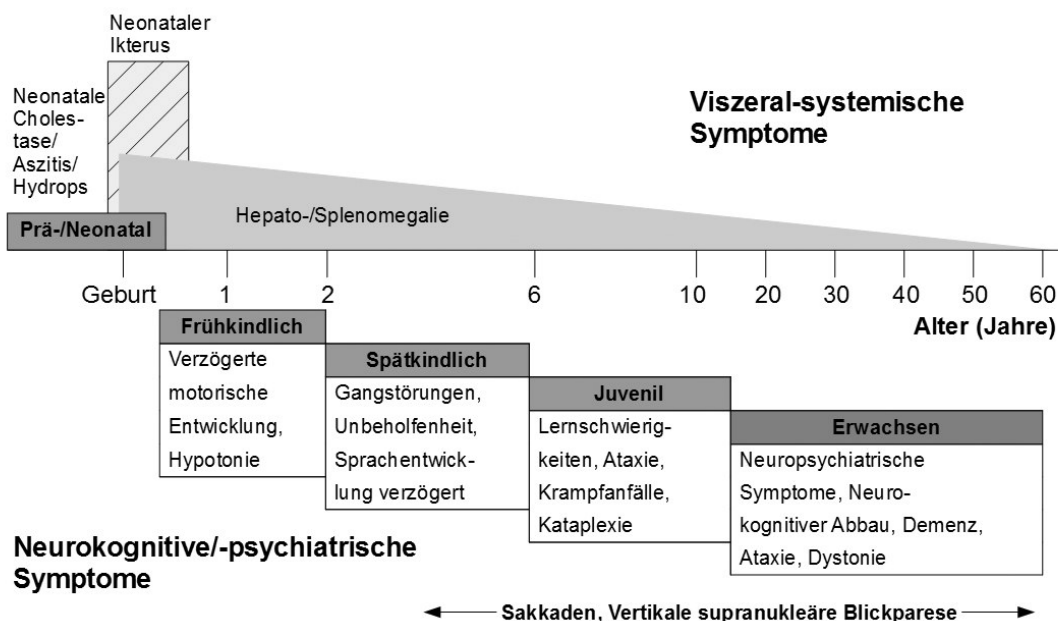 Neonataler
Ikterus
Neonatale
Choles-
tase/
Aszitis/
Hydrops
Viszeral-systemische
Symptome
Hepato-/Splenomegalie
Prä-/Neonatal
Geburt 1 2 6 10 20 30 40 50 60
Alter (Jahre)
Frühkindlich
Verzögerte
motorische
Entwicklung,
Hypotonie
Spätkindlich
Gangstörungen,
Unbeholfenheit,
Sprachentwick-
lung verzögert
Juvenil
Lernschwierig-
keiten, Ataxie,
Krampfanfälle,
Kataplexie
Erwachsen
Neuropsychiatrische
Symptome, Neuro-
kognitiver Abbau, Demenz,
Ataxie, Dystonie
Neurokognitive/-psychiatrische
Symptome
Sakkaden, Vertikale supranukleäre Blickparese